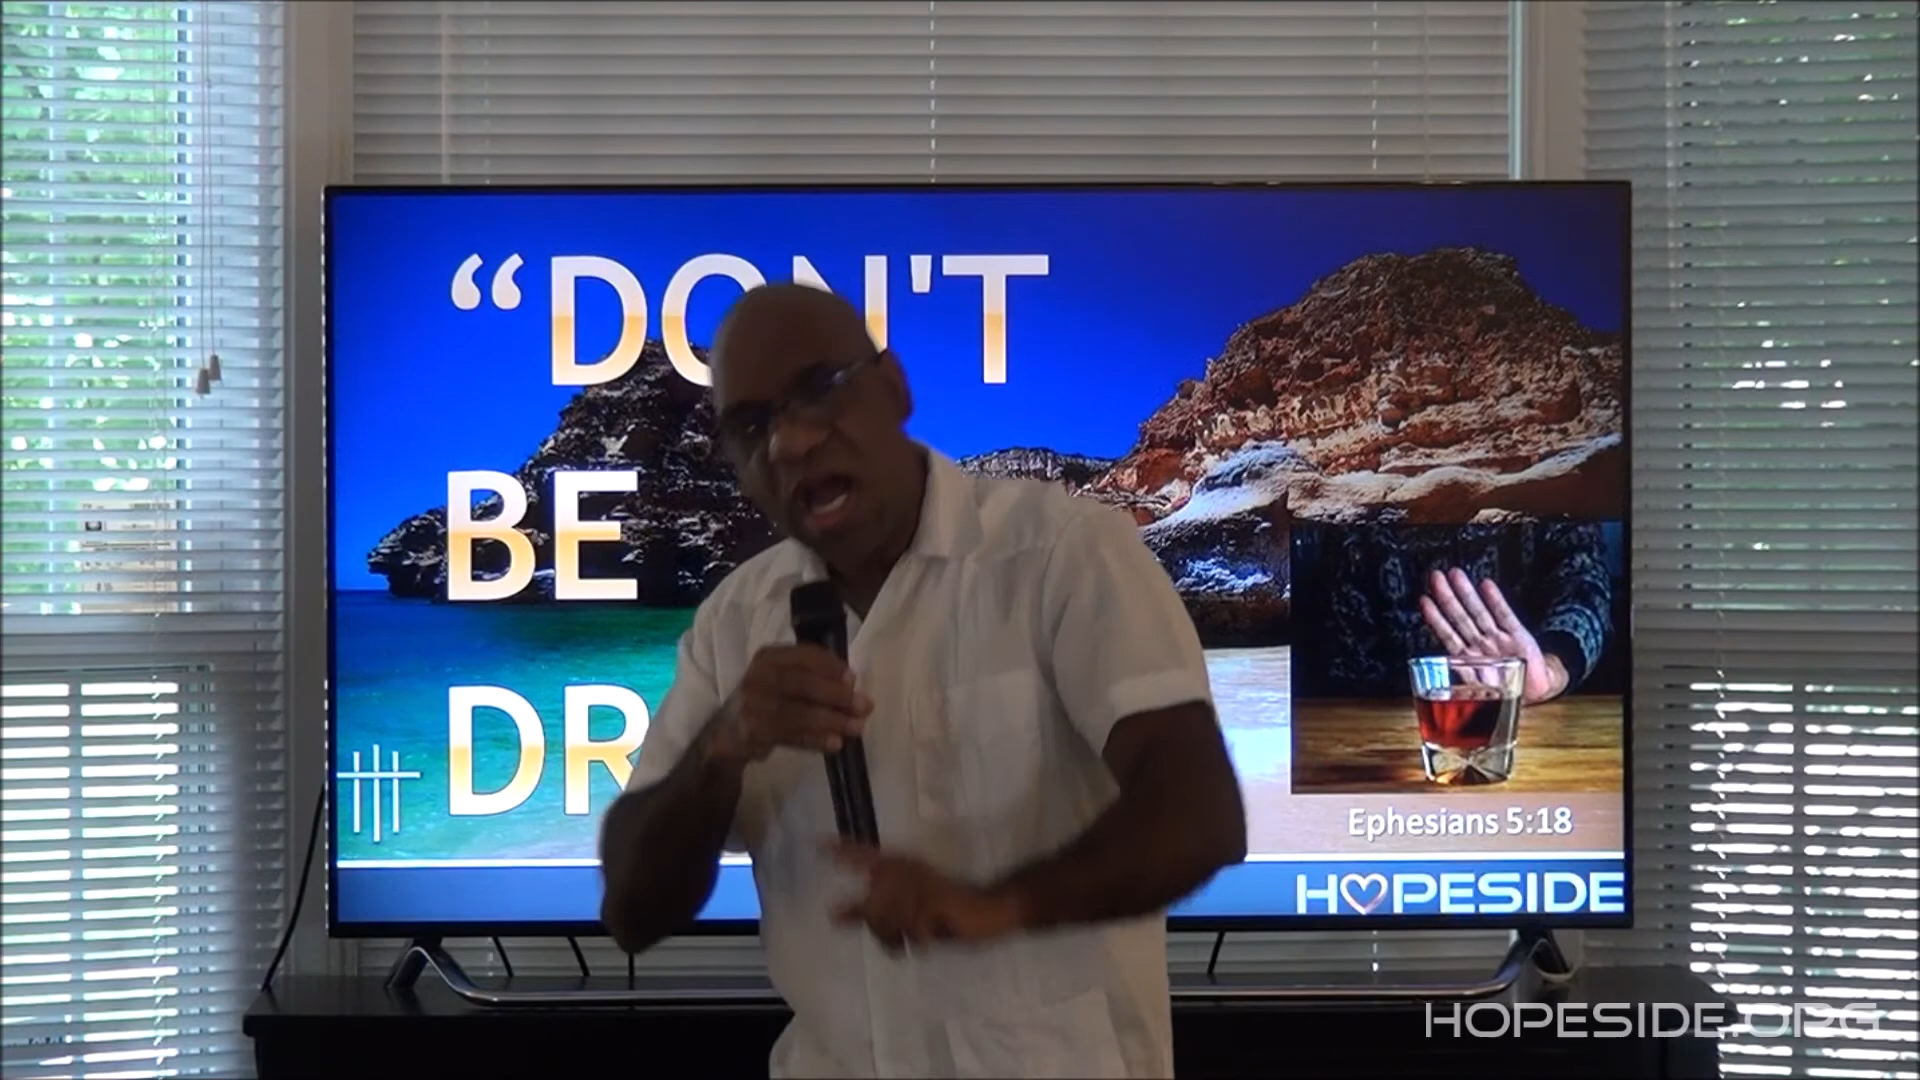 “DON'T
BE
DR
Ephesians 5:18
HOPESIDE
HOPESIDE.ORG